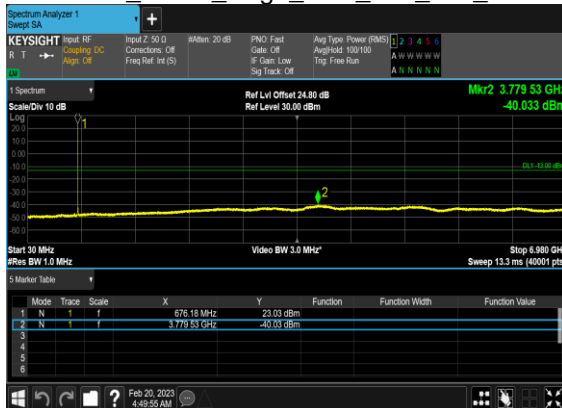 Spectrum Analyzer 1
Swept SA
KEYSIGHT Input: RF Input Z: 50 Ω #Atten: 20 dB PNO: Fast Avg Type: Power (RMS) 1 2 3 4 5 6
R T Coupling: DC Corrections: Off Gate: Off Avg|Hold: 100/100 A W W W W W
Align: Off Freq Ref: Int (S) IF Gain: Low Trig: Free Run
Sig Track: Off A N N N N N
1 Spectrum
Ref Lvl Offset 24.80 dB Mkr2 3.779 53 GHz
Scale/Div 10 dB Ref Level 30.00 dBm -40.033 dBm
Log
20.0
10.0
0.00
-10.0
-20.0
-30.0
-40.0
-50.0
-60.0
1
2
DL1 -13.00 dBm
Start 30 MHz Video BW 3.0 MHz* Stop 6.980 GHz
#Res BW 1.0 MHz Sweep 13.3 ms (40001 pts)
5 Marker Table
Mode Trace Scale X Y Function Function Width Function Value
1 N 1 f 676.18 MHz 23.03 dBm
2 N 1 f 3.779 53 GHz -40.03 dBm
3
4
5
6
Feb 20, 2023
4:49:55 AM